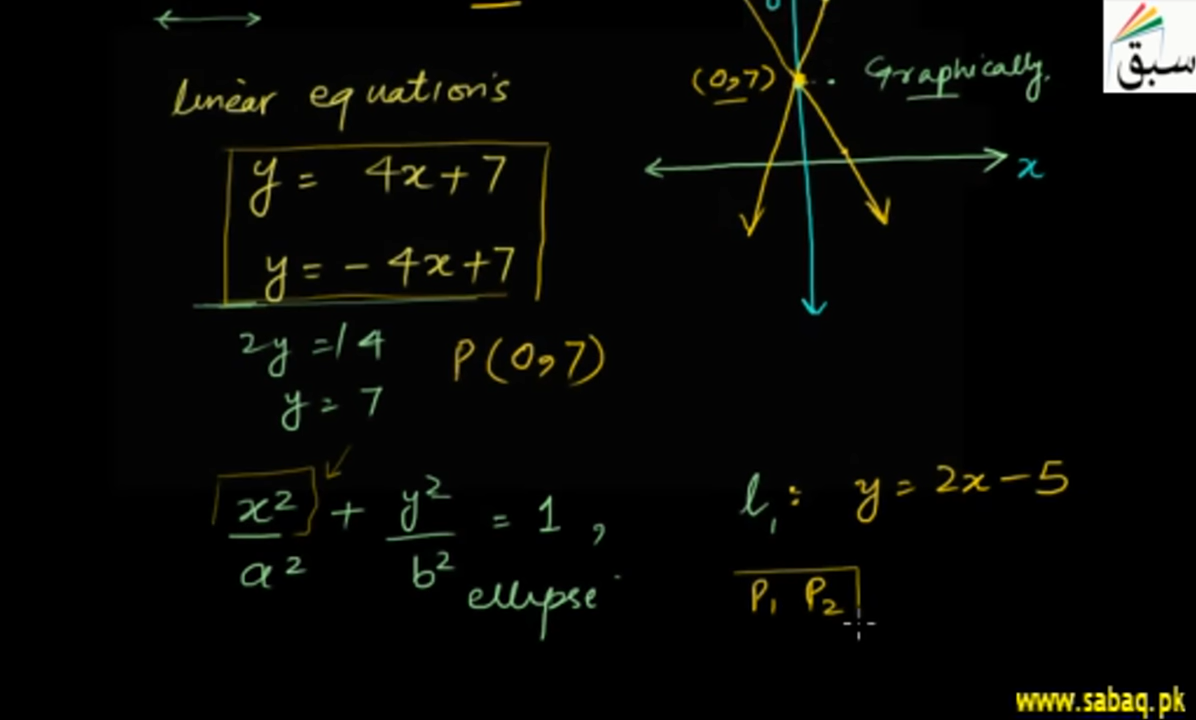 سبق
(0,7) . Graphically.
linear equations
y = 4x+7
x
y = - 4x+7
2y = 14
P(0,7)
y = 7
x²/a² + y²/b² = 1 ,
l₁ : y = 2x-5
ellipse
P₁ P₂
www.sabaq.pk